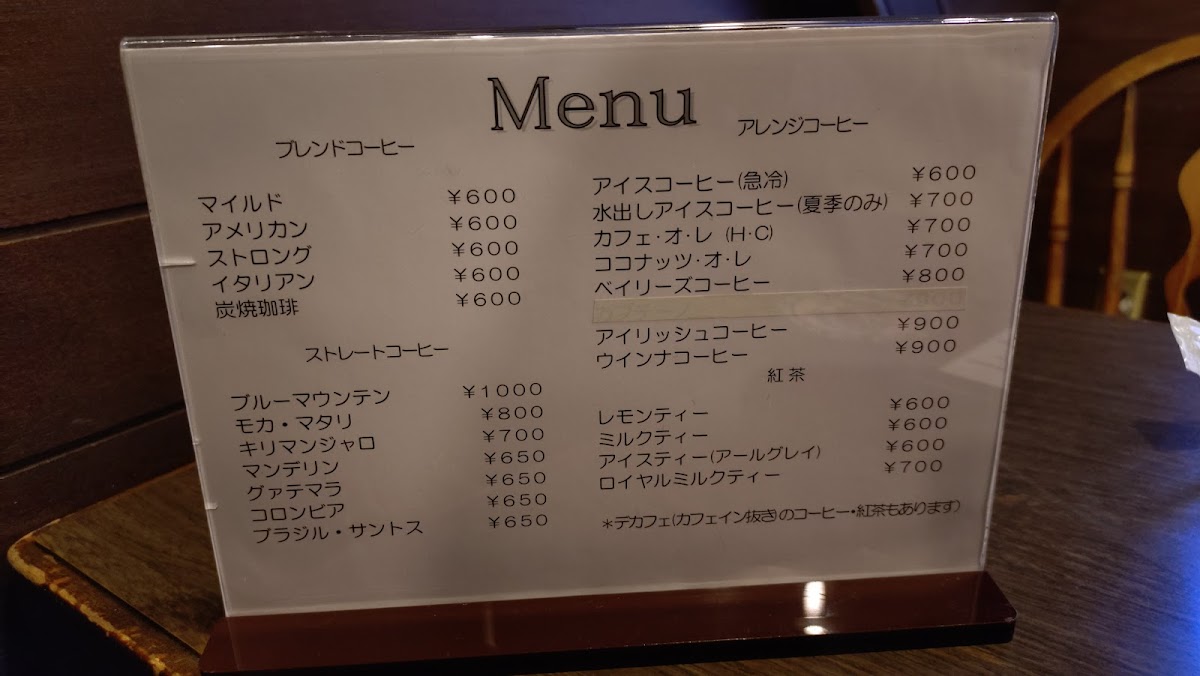 Menu
ブレンドコーヒー
マイルド ¥600
アメリカン ¥600
ストロング ¥600
イタリアン ¥600
炭焼珈琲 ¥600
ストレートコーヒー
ブルーマウンテン ¥1000
モカ・マタリ ¥800
キリマンジャロ ¥700
マンデリン ¥650
グァテマラ ¥650
コロンビア ¥650
ブラジル・サントス ¥650
アレンジコーヒー
アイスコーヒー(急冷) ¥600
水出しアイスコーヒー(夏季のみ) ¥700
カフェ・オ・レ (H・C) ¥700
ココナッツ・オ・レ ¥700
ベイリーズコーヒー ¥800
アイリッシュコーヒー ¥900
ウインナコーヒー ¥900
紅茶
レモンティー ¥600
ミルクティー ¥600
アイスティー(アールグレイ) ¥600
ロイヤルミルクティー ¥700
*デカフェ(カフェイン抜き)のコーヒー・紅茶もあります)